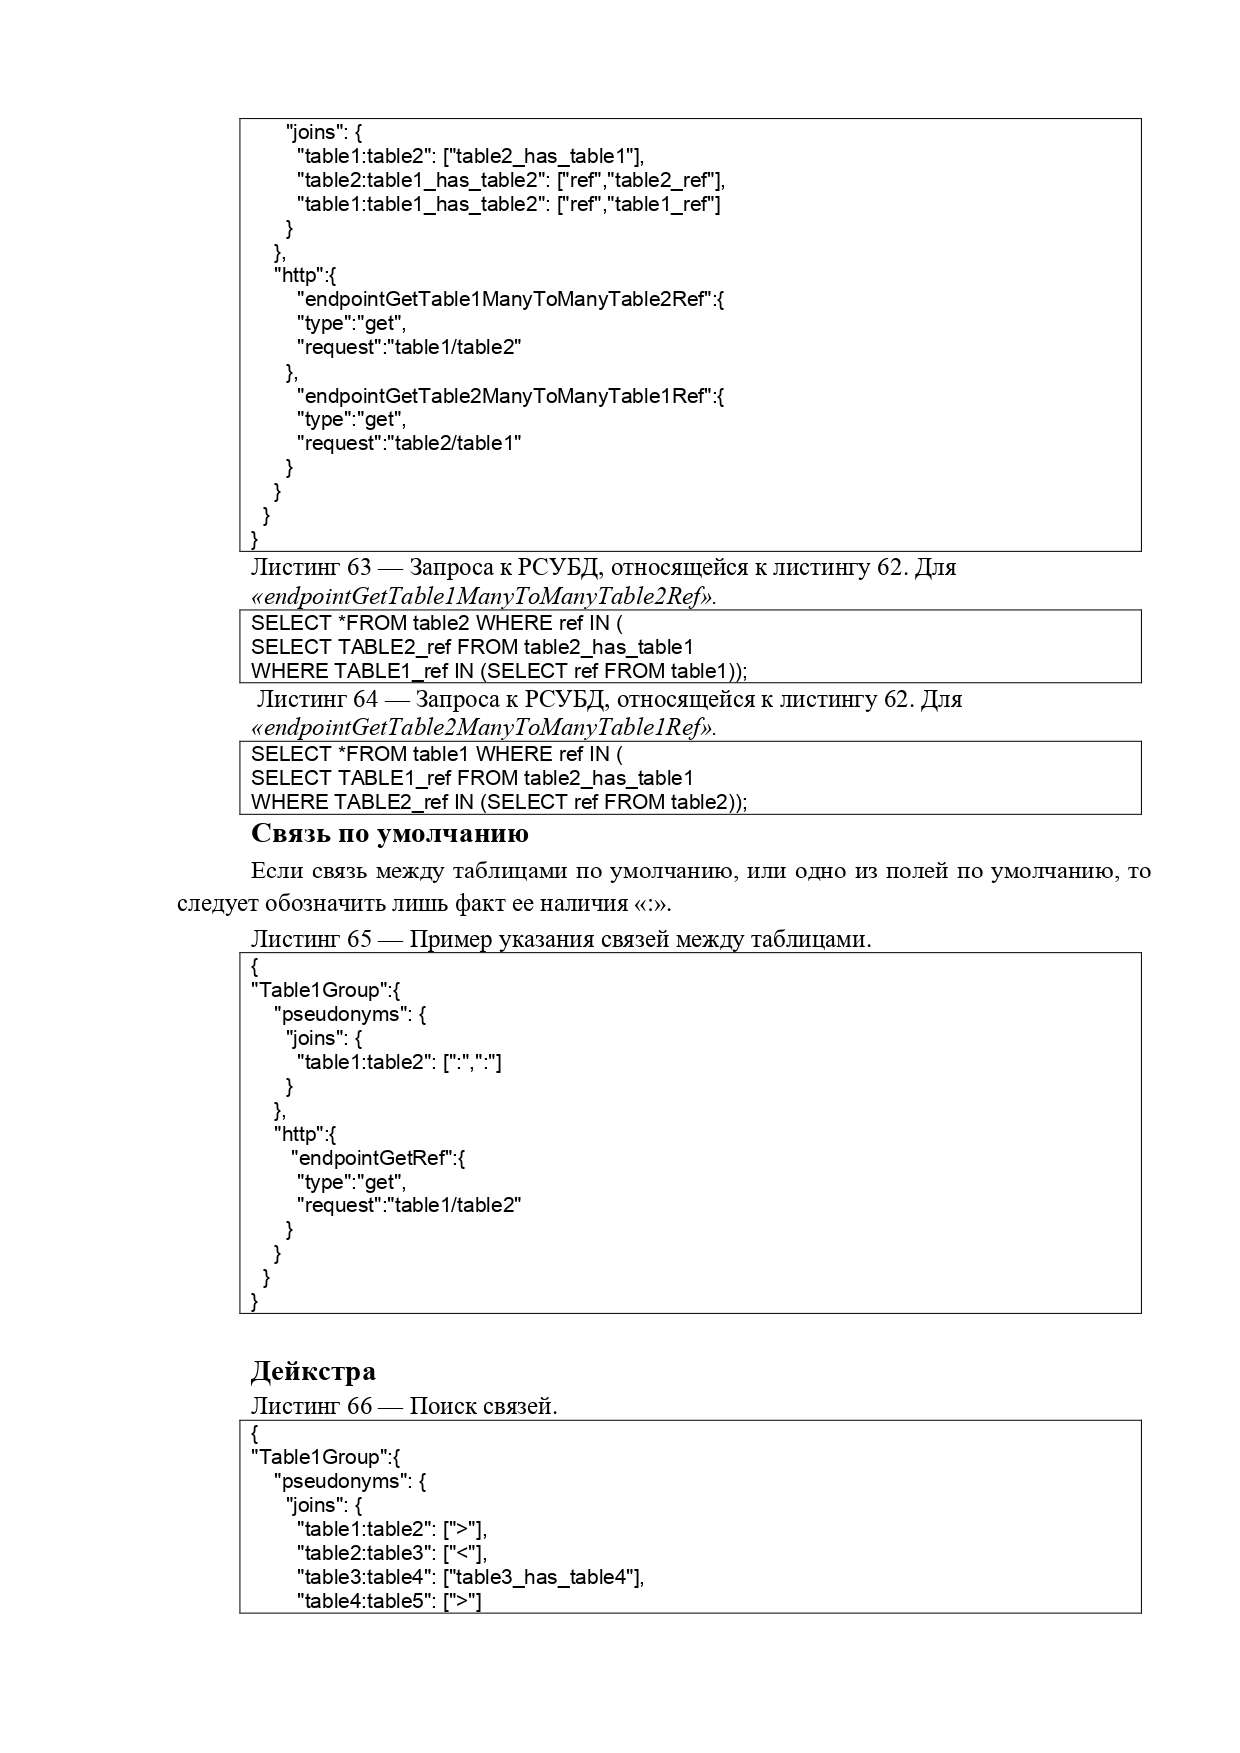 "joins": {
"table1:table2": ["table2_has_table1"],
"table2:table1_has_table2": ["ref","table2_ref"],
"table1:table1_has_table2": ["ref","table1_ref"]
}
},
"http":{
"endpointGetTable1ManyToManyTable2Ref":{
"type":"get",
"request":"table1/table2"
},
"endpointGetTable2ManyToManyTable1Ref":{
"type":"get",
"request":"table2/table1"
}
}
}
}
Листинг 63 — Запроса к РСУБД, относящейся к листингу 62. Для
«endpointGetTable1ManyToManyTable2Ref».
SELECT *FROM table2 WHERE ref IN (
SELECT TABLE2_ref FROM table2_has_table1
WHERE TABLE1_ref IN (SELECT ref FROM table1));
Листинг 64 — Запроса к РСУБД, относящейся к листингу 62. Для
«endpointGetTable2ManyToManyTable1Ref».
SELECT *FROM table1 WHERE ref IN (
SELECT TABLE1_ref FROM table2_has_table1
WHERE TABLE2_ref IN (SELECT ref FROM table2));
Связь по умолчанию
Если связь между таблицами по умолчанию, или одно из полей по умолчанию, то
следует обозначить лишь факт ее наличия «:».
Листинг 65 — Пример указания связей между таблицами.
{
"Table1Group":{
"pseudonyms": {
"joins": {
"table1:table2": [":",":"]
}
},
"http":{
"endpointGetRef":{
"type":"get",
"request":"table1/table2"
}
}
}
}
Дейкстра
Листинг 66 — Поиск связей.
{
"Table1Group":{
"pseudonyms": {
"joins": {
"table1:table2": [">"],
"table2:table3": ["<"],
"table3:table4": ["table3_has_table4"],
"table4:table5": [">"]